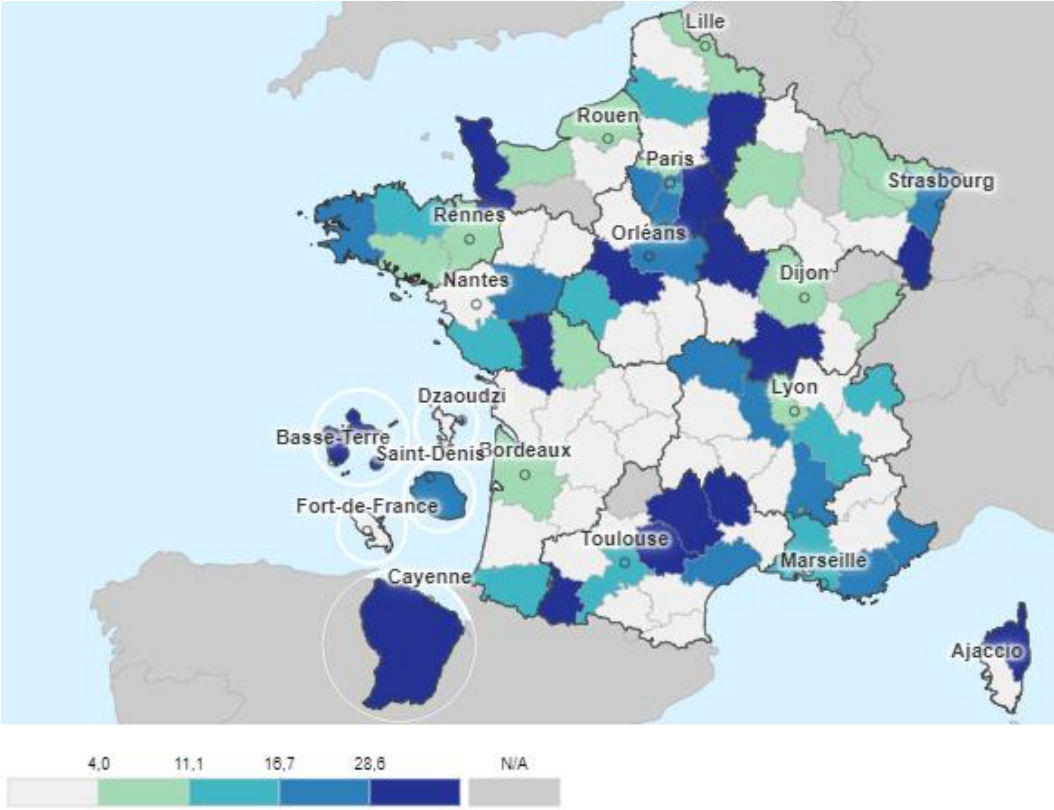 Lille
Rouen
Paris
Strasbourg
Rennes
Orléans
Dijon
Nantes
Lyon
Dzaoudzi
Basse-Terre
Saint-Denis
Bordeaux
Fort-de-France
Toulouse
Marseille
Cayenne
Ajaccio
4,0 11,1 16,7 28,6 N/A